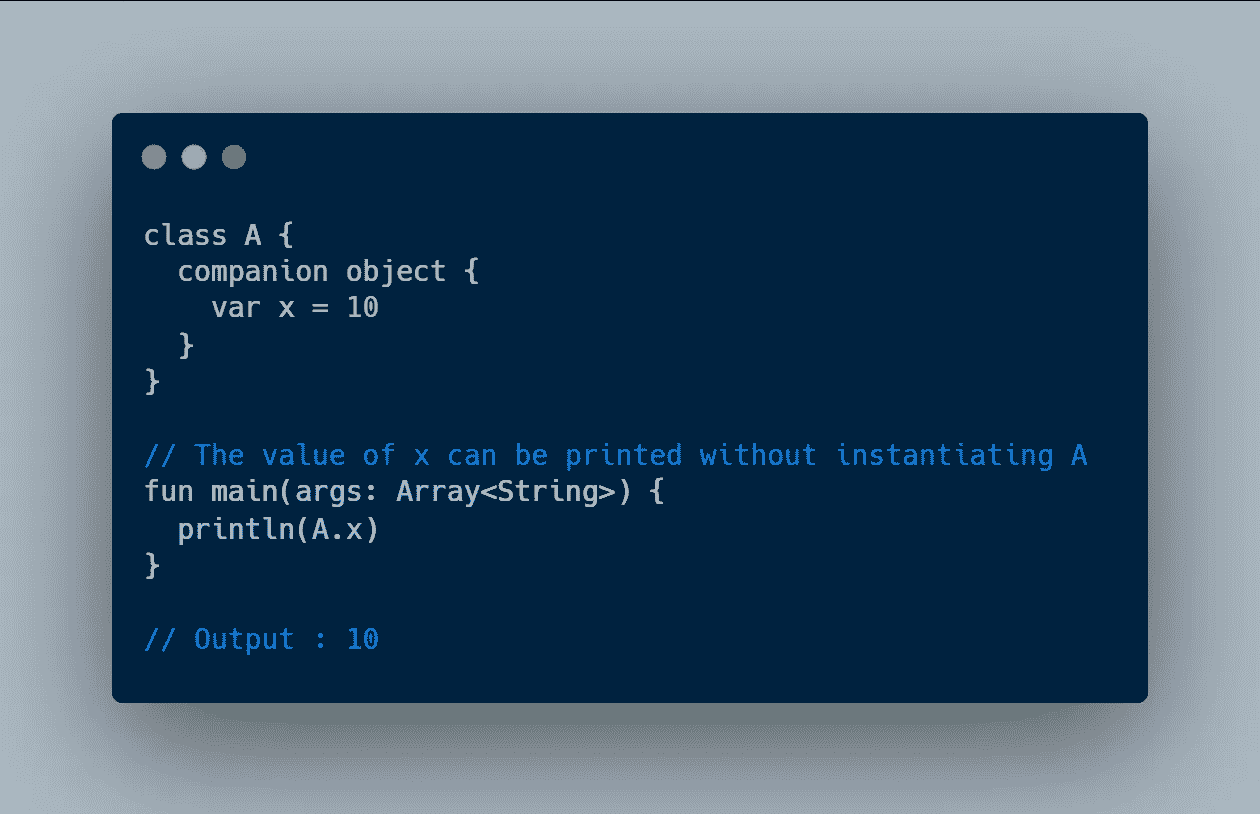 class A {
  companion object {
    var x = 10
  }
}

// The value of x can be printed without instantiating A
fun main(args: Array<String>) {
  println(A.x)
}

// Output : 10